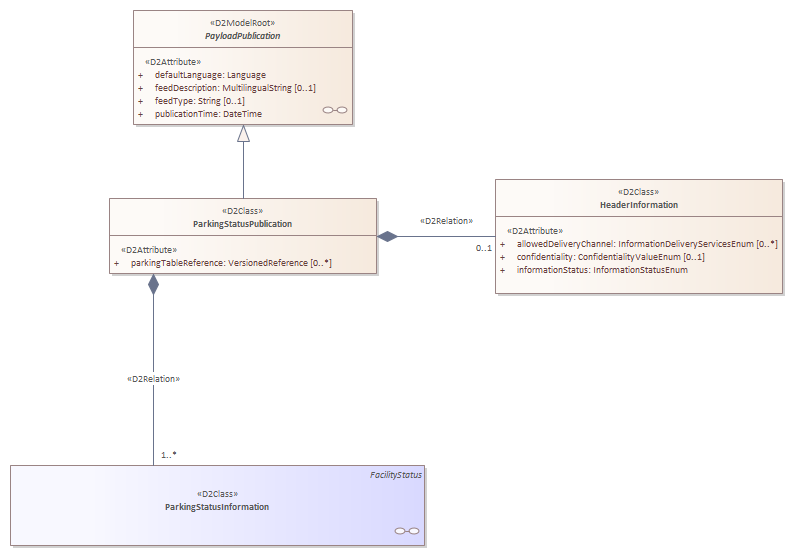 «D2ModelRoot»
PayloadPublication
«D2Attribute»
+ defaultLanguage: Language
+ feedDescription: MultilingualString [0..1]
+ feedType: String [0..1]
+ publicationTime: DateTime
«D2Class»
ParkingStatusPublication
«D2Attribute»
+ parkingTableReference: VersionedReference [0..*]
«D2Relation»
0..1
«D2Class»
HeaderInformation
«D2Attribute»
+ allowedDeliveryChannel: InformationDeliveryServicesEnum [0..*]
+ confidentiality: ConfidentialityValueEnum [0..1]
+ informationStatus: InformationStatusEnum
«D2Relation»
1..*
FacilityStatus
«D2Class»
ParkingStatusInformation